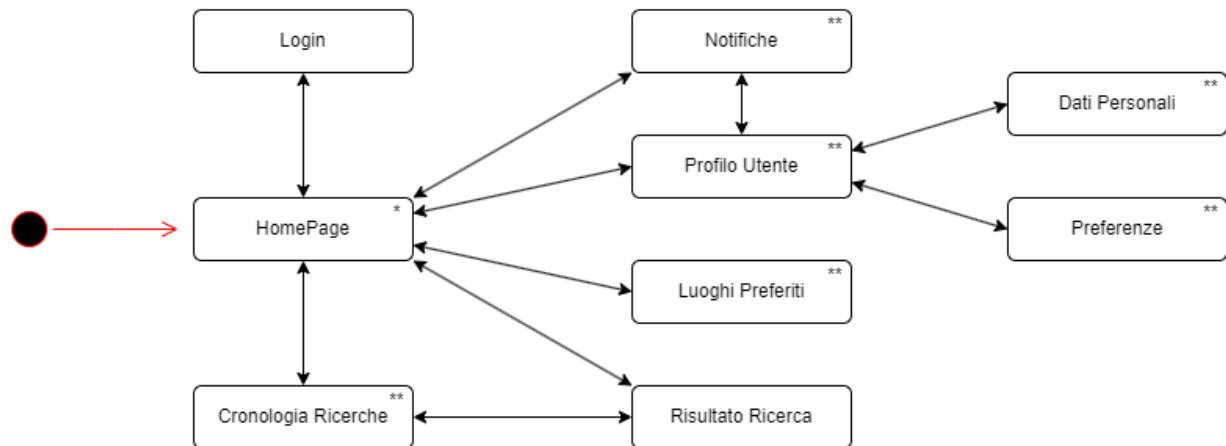 Login
Notifiche **
Dati Personali **
Profilo Utente **
HomePage *
Preferenze **
Luoghi Preferiti **
Cronologia Ricerche **
Risultato Ricerca